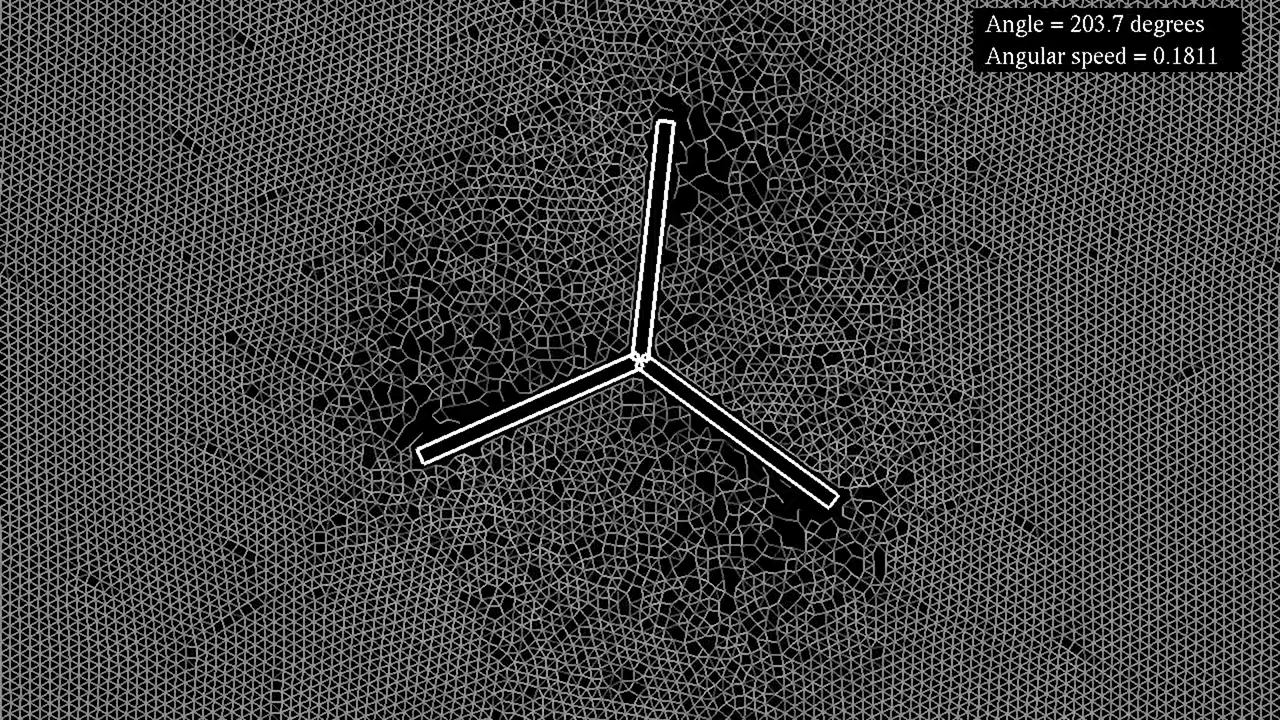 Angle = 203.7 degrees
Angular speed = 0.1811